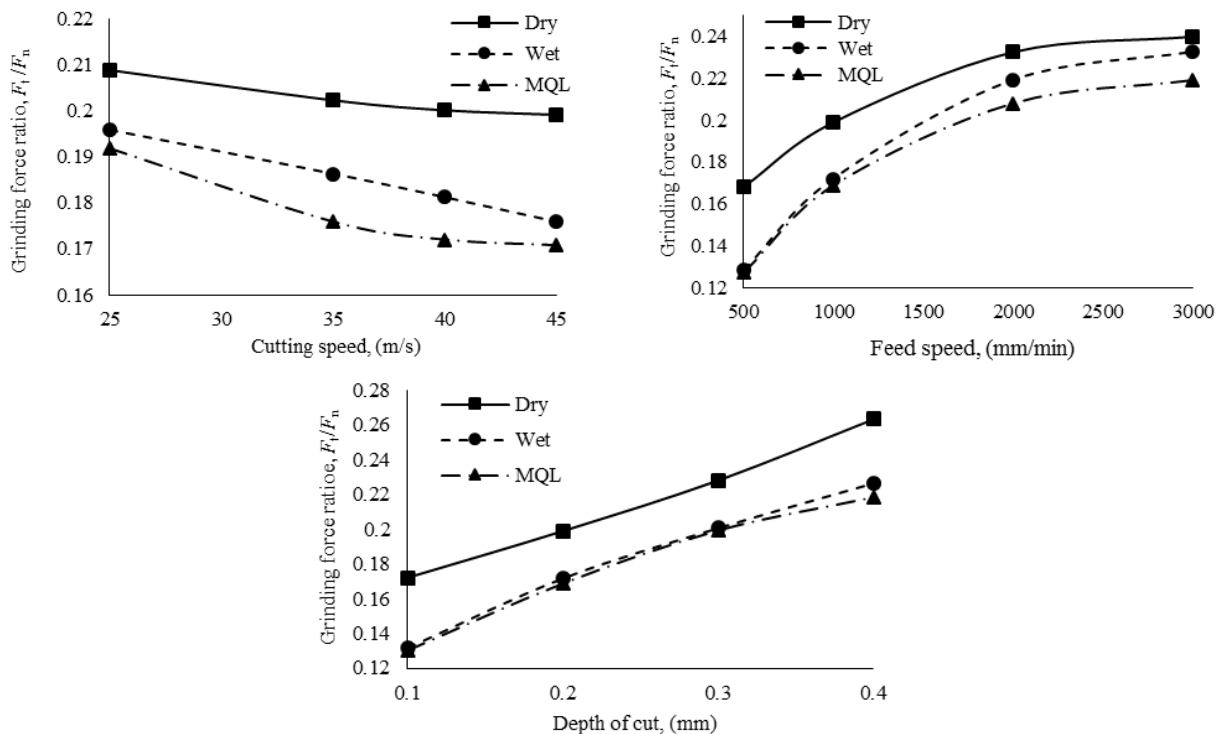 Grinding force ratio, Ft/Fn
0.22
0.21
0.2
0.19
0.18
0.17
0.16
25
30
35
40
45
Cutting speed, (m/s)
Dry
Wet
MQL
Grinding force ratio, Ft/Fn
0.24
0.22
0.2
0.18
0.16
0.14
0.12
500
1000
1500
2000
2500
3000
Feed speed, (mm/min)
Dry
Wet
MQL
Grinding force ratioe, Ft/Fn
0.28
0.26
0.24
0.22
0.2
0.18
0.16
0.14
0.12
0.1
0.2
0.3
0.4
Depth of cut, (mm)
Dry
Wet
MQL